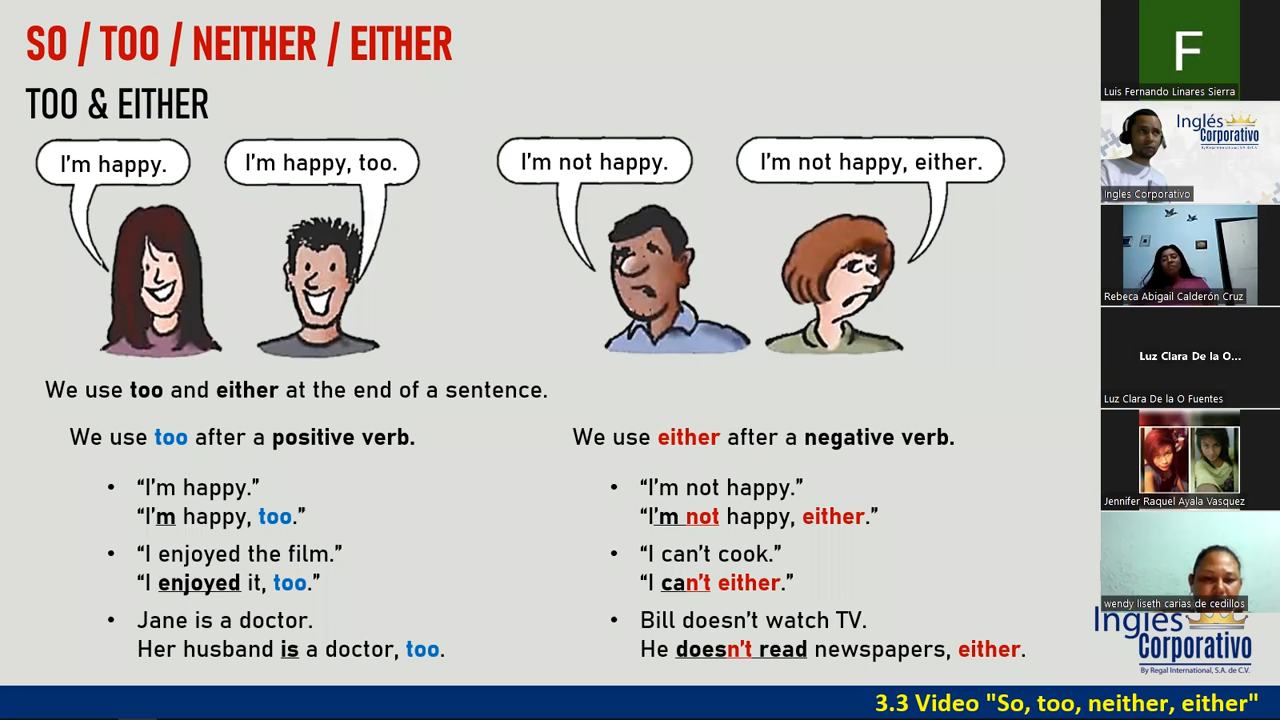 SO / TOO / NEITHER / EITHER
TOO & EITHER
I'm happy.
I'm happy, too.
I'm not happy.
I'm not happy, either.
We use too and either at the end of a sentence.
We use too after a positive verb.
• “I'm happy.”
“I'm happy, too.”
• “I enjoyed the film.”
“I enjoyed it, too.”
• Jane is a doctor.
Her husband is a doctor, too.
We use either after a negative verb.
• “I'm not happy.”
“I'm not happy, either.”
• “I can't cook.”
“I can't either.”
• Bill doesn't watch TV.
He doesn't read newspapers, either.
F
Luis Fernando Linares Sierra
Inglés
Corporativo
By Regal International, S.A. de C.V.
Ingles Corporativo
Rebeca Abigail Calderón Cruz
Luz Clara De la O...
Luz Clara De la O Fuentes
Jennifer Raquel Ayala Vasquez
wendy liseth carias de cedillos
Inglés
Corporativo
By Regal International, S.A. de C.V.
3.3 Video "So, too, neither, either"